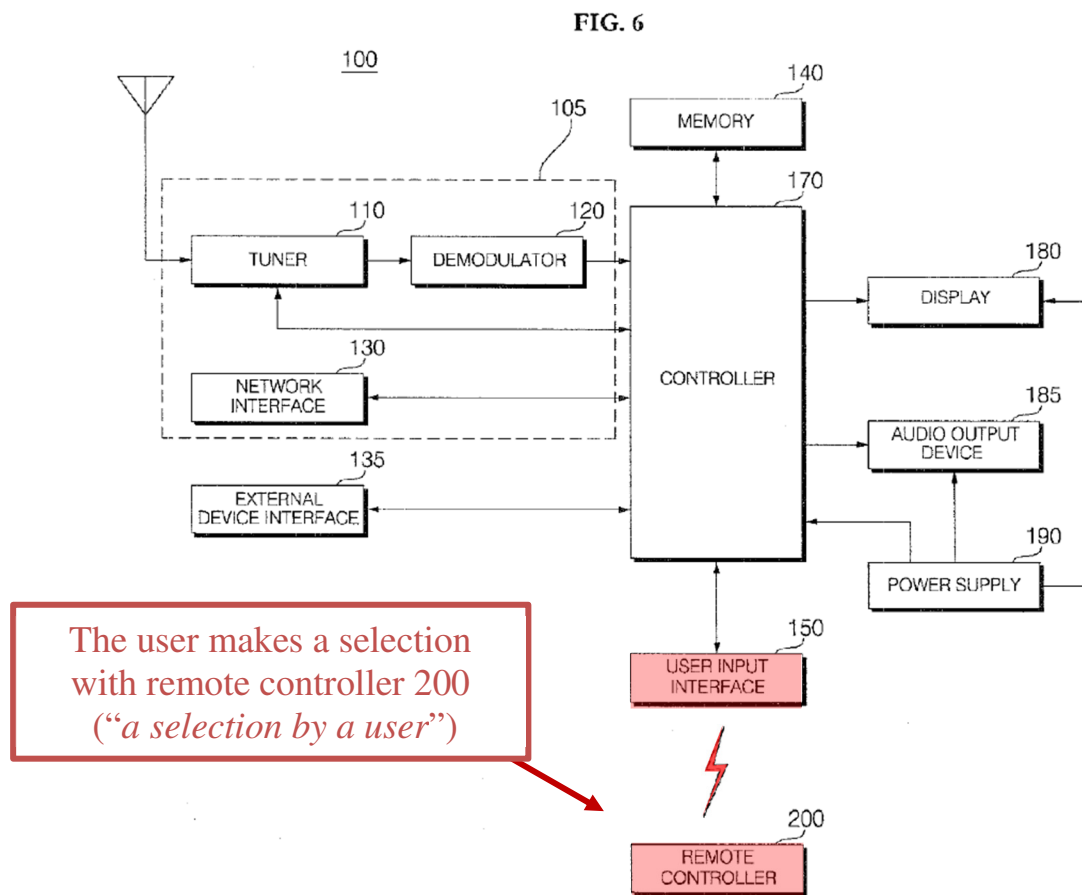 FIG. 6
100
140
MEMORY
105
170
110
120
TUNER
DEMODULATOR
180
DISPLAY
130
NETWORK
INTERFACE
CONTROLLER
185
AUDIO OUTPUT
DEVICE
135
EXTERNAL
DEVICE INTERFACE
190
POWER SUPPLY
The user makes a selection
with remote controller 200
(“a selection by a user”)
150
USER INPUT
INTERFACE
200
REMOTE
CONTROLLER